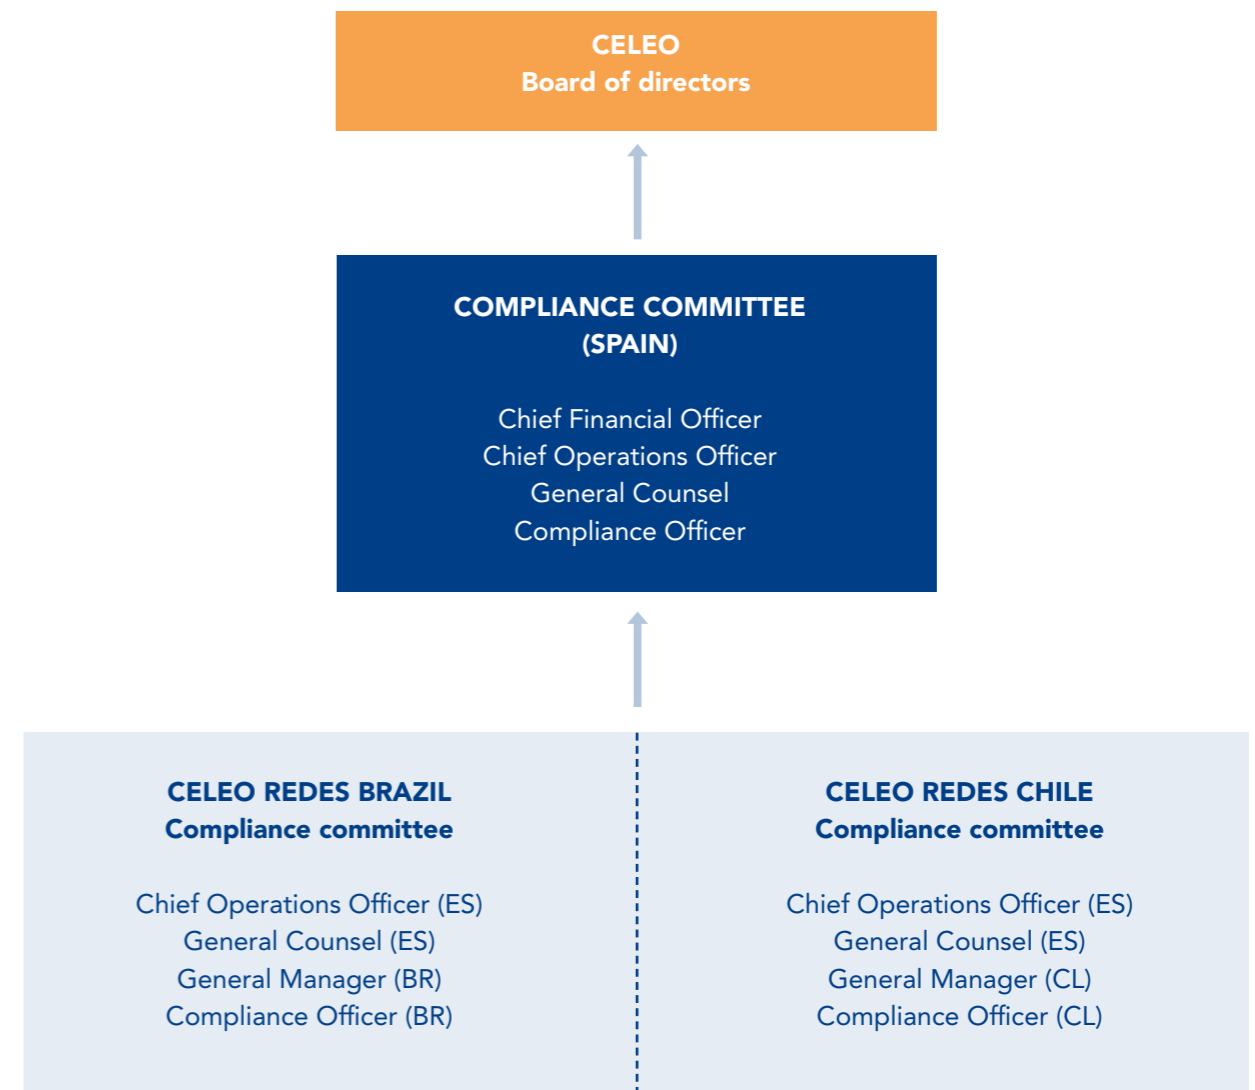 CELEO
Board of directors
COMPLIANCE COMMITTEE
(SPAIN)
Chief Financial Officer
Chief Operations Officer
General Counsel
Compliance Officer
CELEO REDES BRAZIL
Compliance committee
Chief Operations Officer (ES)
General Counsel (ES)
General Manager (BR)
Compliance Officer (BR)
CELEO REDES CHILE
Compliance committee
Chief Operations Officer (ES)
General Counsel (ES)
General Manager (CL)
Compliance Officer (CL)